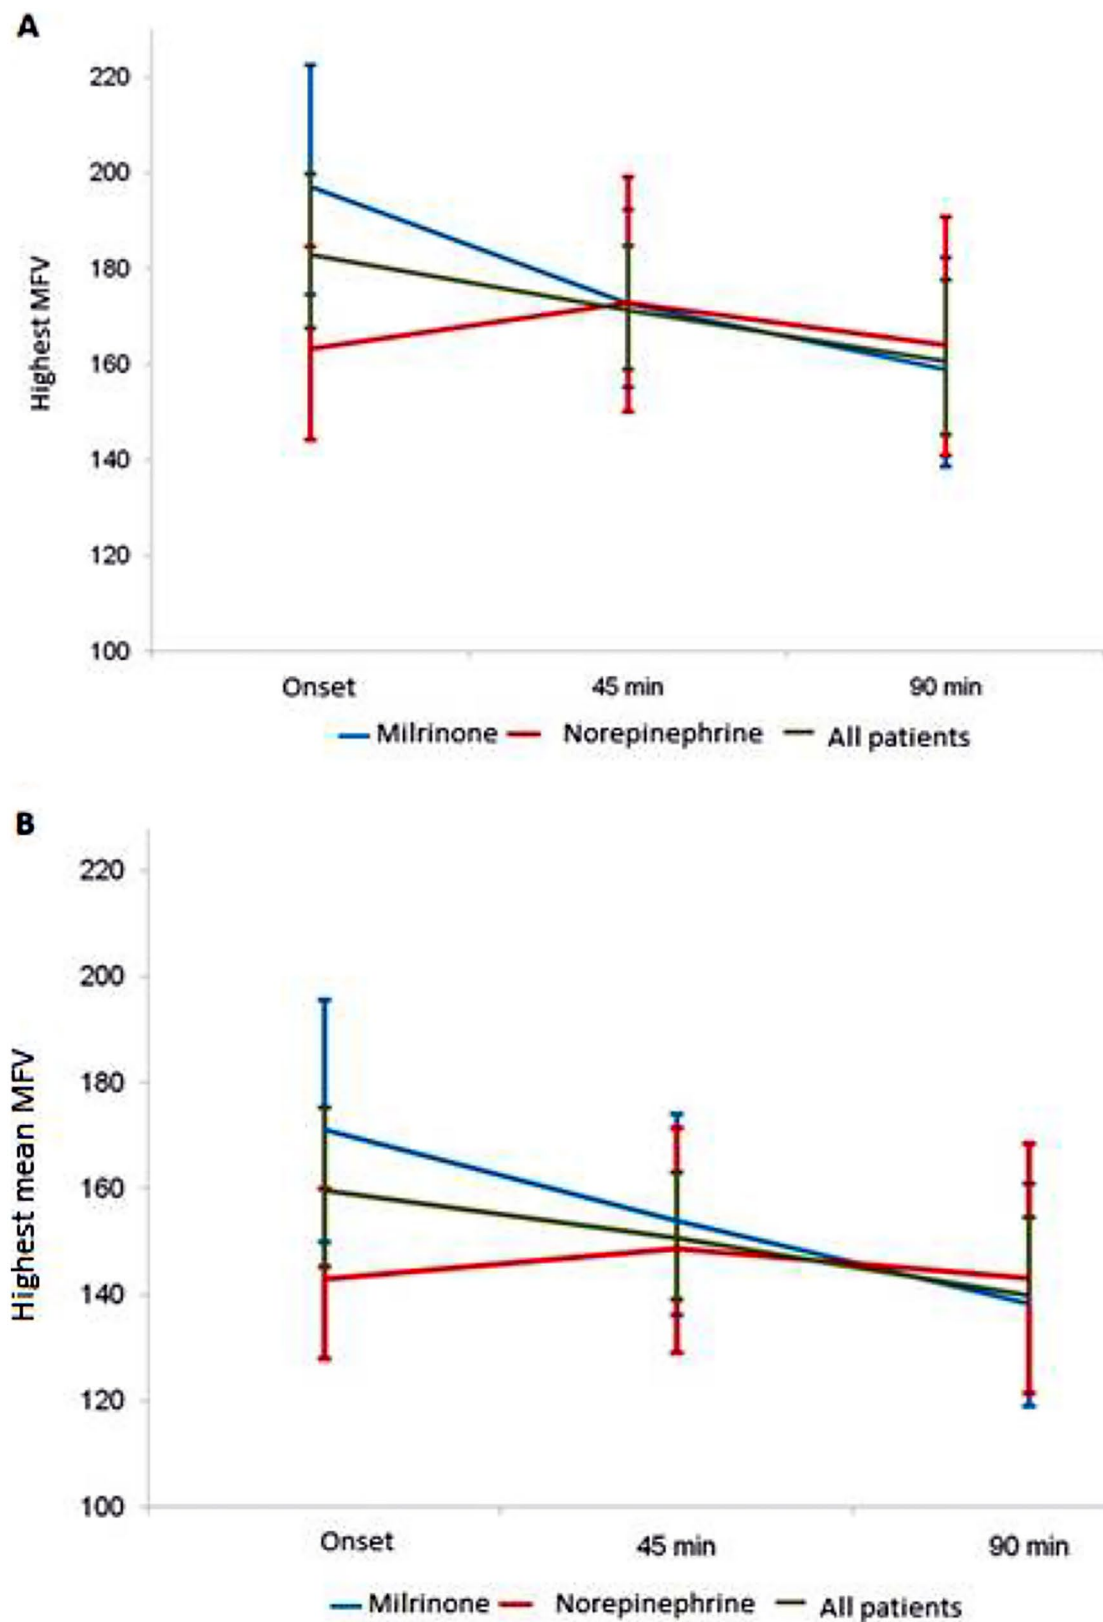 A
220
200
180
160
140
120
100
Highest MFV
Onset 45 min 90 min
Milrinone Norepinephrine All patients
B
220
200
180
160
140
120
100
Highest mean MFV
Onset 45 min 90 min
Milrinone Norepinephrine All patients